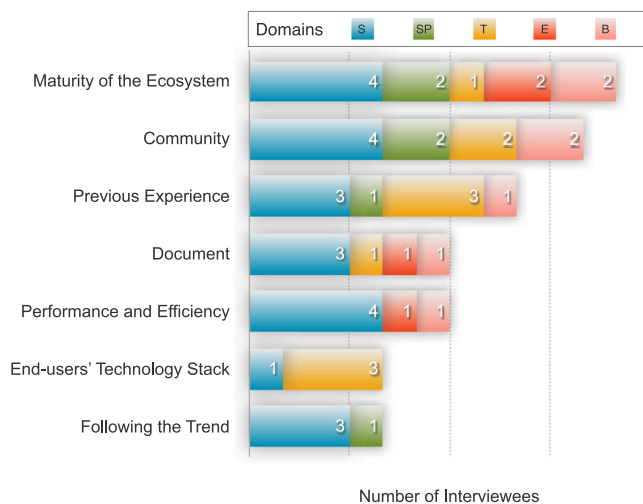 Domains S SP T E B
Maturity of the Ecosystem 4 2 1 2 2
Community 4 2 2 2
Previous Experience 3 1 3 1
Document 3 1 1 1
Performance and Efficiency 4 1 1
End-users' Technology Stack 1 3
Following the Trend 3 1
Number of Interviewees